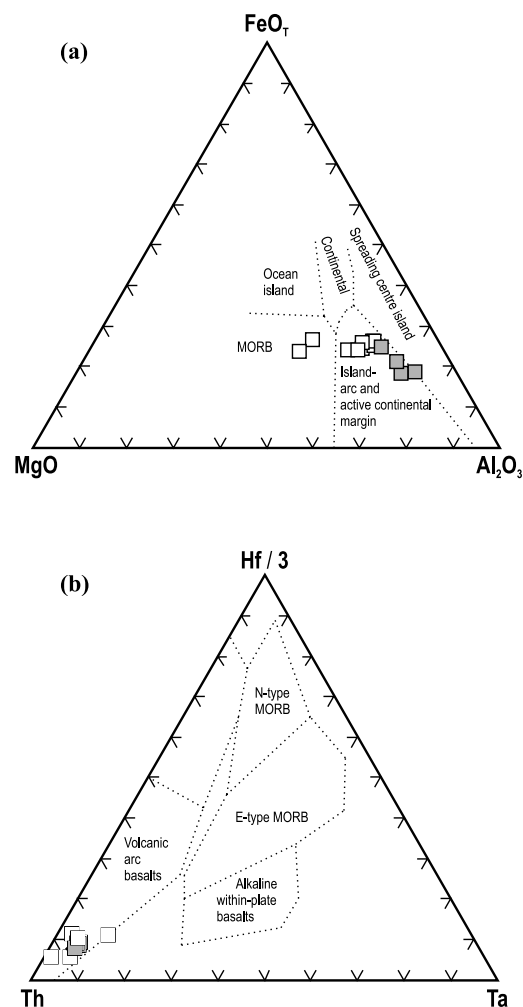 (a)
FeOT
Ocean
island
Continental
Spreading centre island
MORB
Island-
arc and
active continental
margin
MgO
Al2O3
(b)
Hf / 3
N-type
MORB
E-type MORB
Volcanic
arc
basalts
Alkaline
within-plate
basalts
Th
Ta